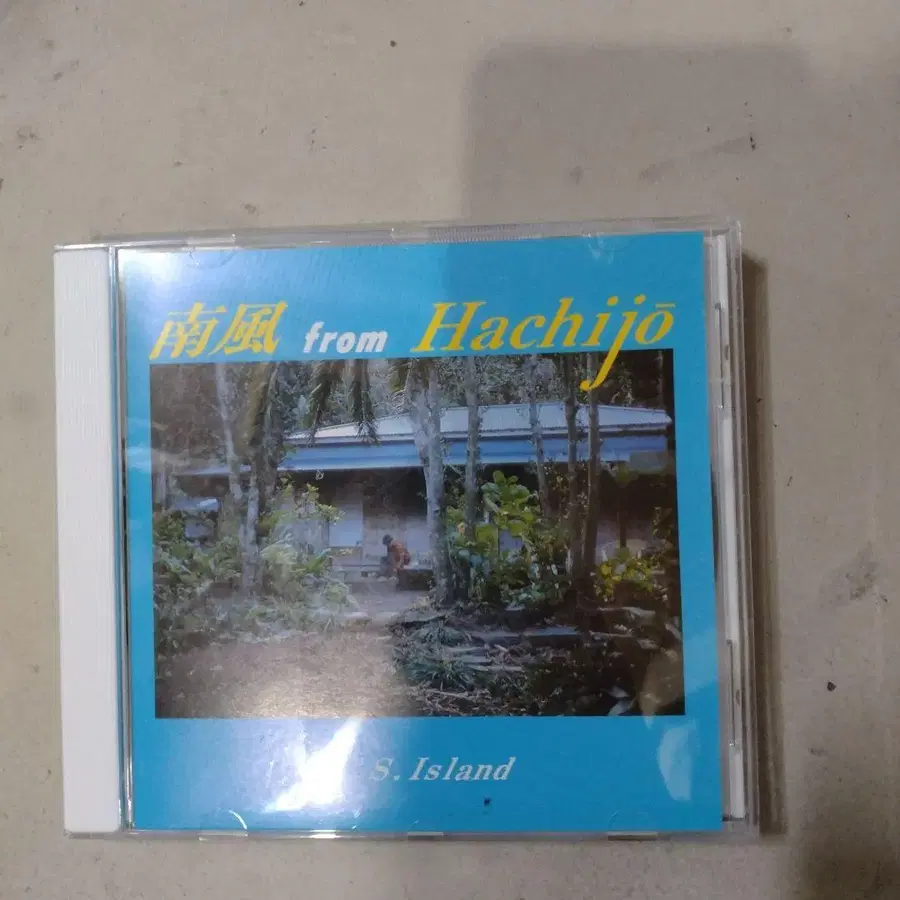 南風 from Hachijō
S. Island